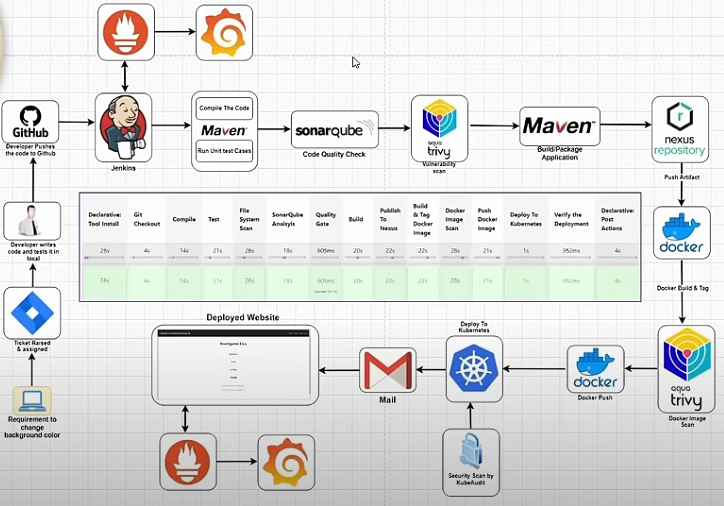 GitHub
Developer Pushes
the code to Github
Jenkins
Compile The Code
Maven™
Run Unit test Cases
sonarqube
Code Quality Check
aqua
trivy
Vulnerability
scan
Maven™
Build/Package
Application
nexus
repository
Push Artifact
Developer writes
code and tests it in
local
Declarative:
Tool Install
Git
Checkout
Compile
Test
File
System
Scan
SonarQube
Analsyis
Quality
Gate
Build
Publish
To
Nexus
Build
& Tag
Docker
Image
Docker
Image
Scan
Push
Docker
Image
Deploy To
Kubernetes
Verify the
Deployment
Declarative:
Post
Actions
26s
4s
14s
21s
26s
18s
605ms
20s
22s
22s
28s
21s
1s
952ms
4s
26s
4s
14s
21s
26s
18s
605ms
20s
22s
22s
28s
21s
1s
952ms
4s
docker
Docker Build & Tag
Ticket Raised
& assigned
Requirement to
change
background color
Deployed Website
Mail
Deploy To
Kubernetes
docker
Docker Push
aqua
trivy
Docker Image
Scan
Security Scan by
KubeAudit